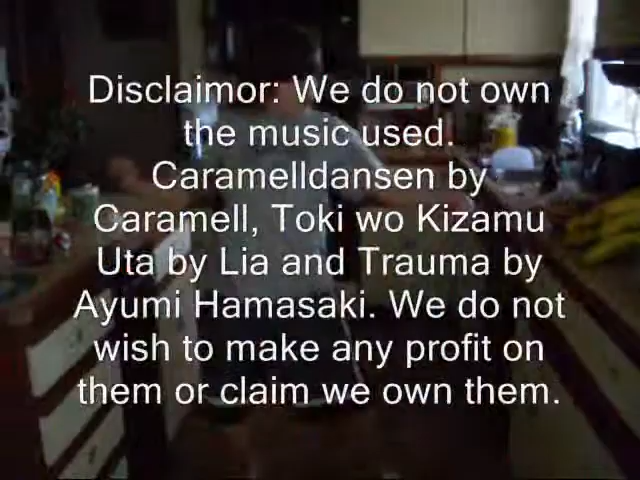 Disclaimor: We do not own
the music used.
Caramelldansen by
Caramell, Toki wo Kizamu
Uta by Lia and Trauma by
Ayumi Hamasaki. We do not
wish to make any profit on
them or claim we own them.